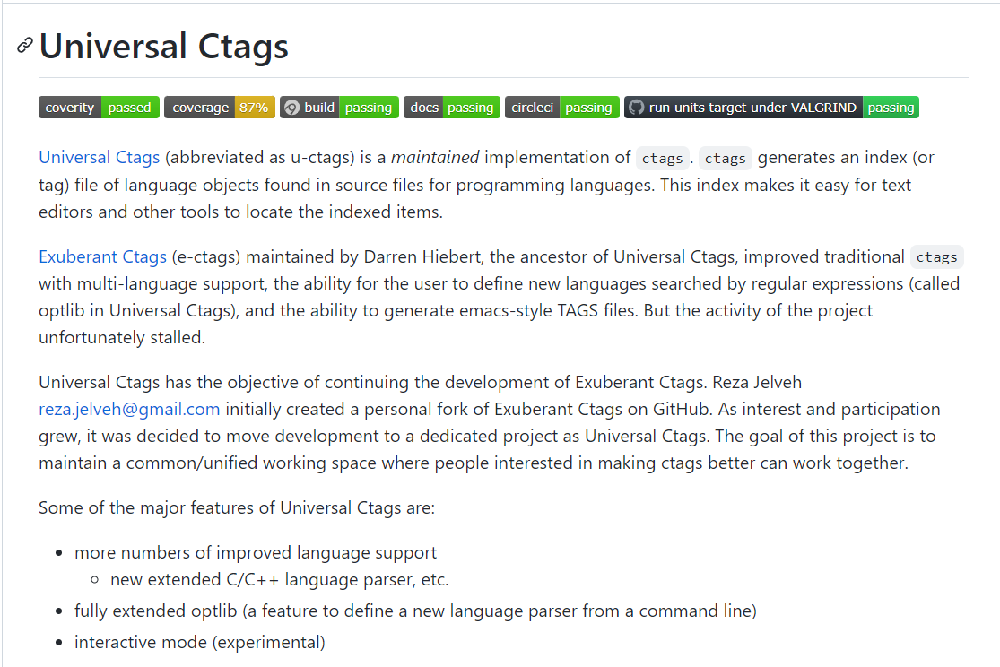 Universal Ctags
coverity passed coverage 87% build passing docs passing circleci passing run units target under VALGRIND passing
Universal Ctags (abbreviated as u-ctags) is a maintained implementation of ctags. ctags generates an index (or
tag) file of language objects found in source files for programming languages. This index makes it easy for text
editors and other tools to locate the indexed items.
Exuberant Ctags (e-ctags) maintained by Darren Hiebert, the ancestor of Universal Ctags, improved traditional ctags
with multi-language support, the ability for the user to define new languages searched by regular expressions (called
optlib in Universal Ctags), and the ability to generate emacs-style TAGS files. But the activity of the project
unfortunately stalled.
Universal Ctags has the objective of continuing the development of Exuberant Ctags. Reza Jelveh
reza.jelveh@gmail.com initially created a personal fork of Exuberant Ctags on GitHub. As interest and participation
grew, it was decided to move development to a dedicated project as Universal Ctags. The goal of this project is to
maintain a common/unified working space where people interested in making ctags better can work together.
Some of the major features of Universal Ctags are:
• more numbers of improved language support
◦ new extended C/C++ language parser, etc.
• fully extended optlib (a feature to define a new language parser from a command line)
• interactive mode (experimental)